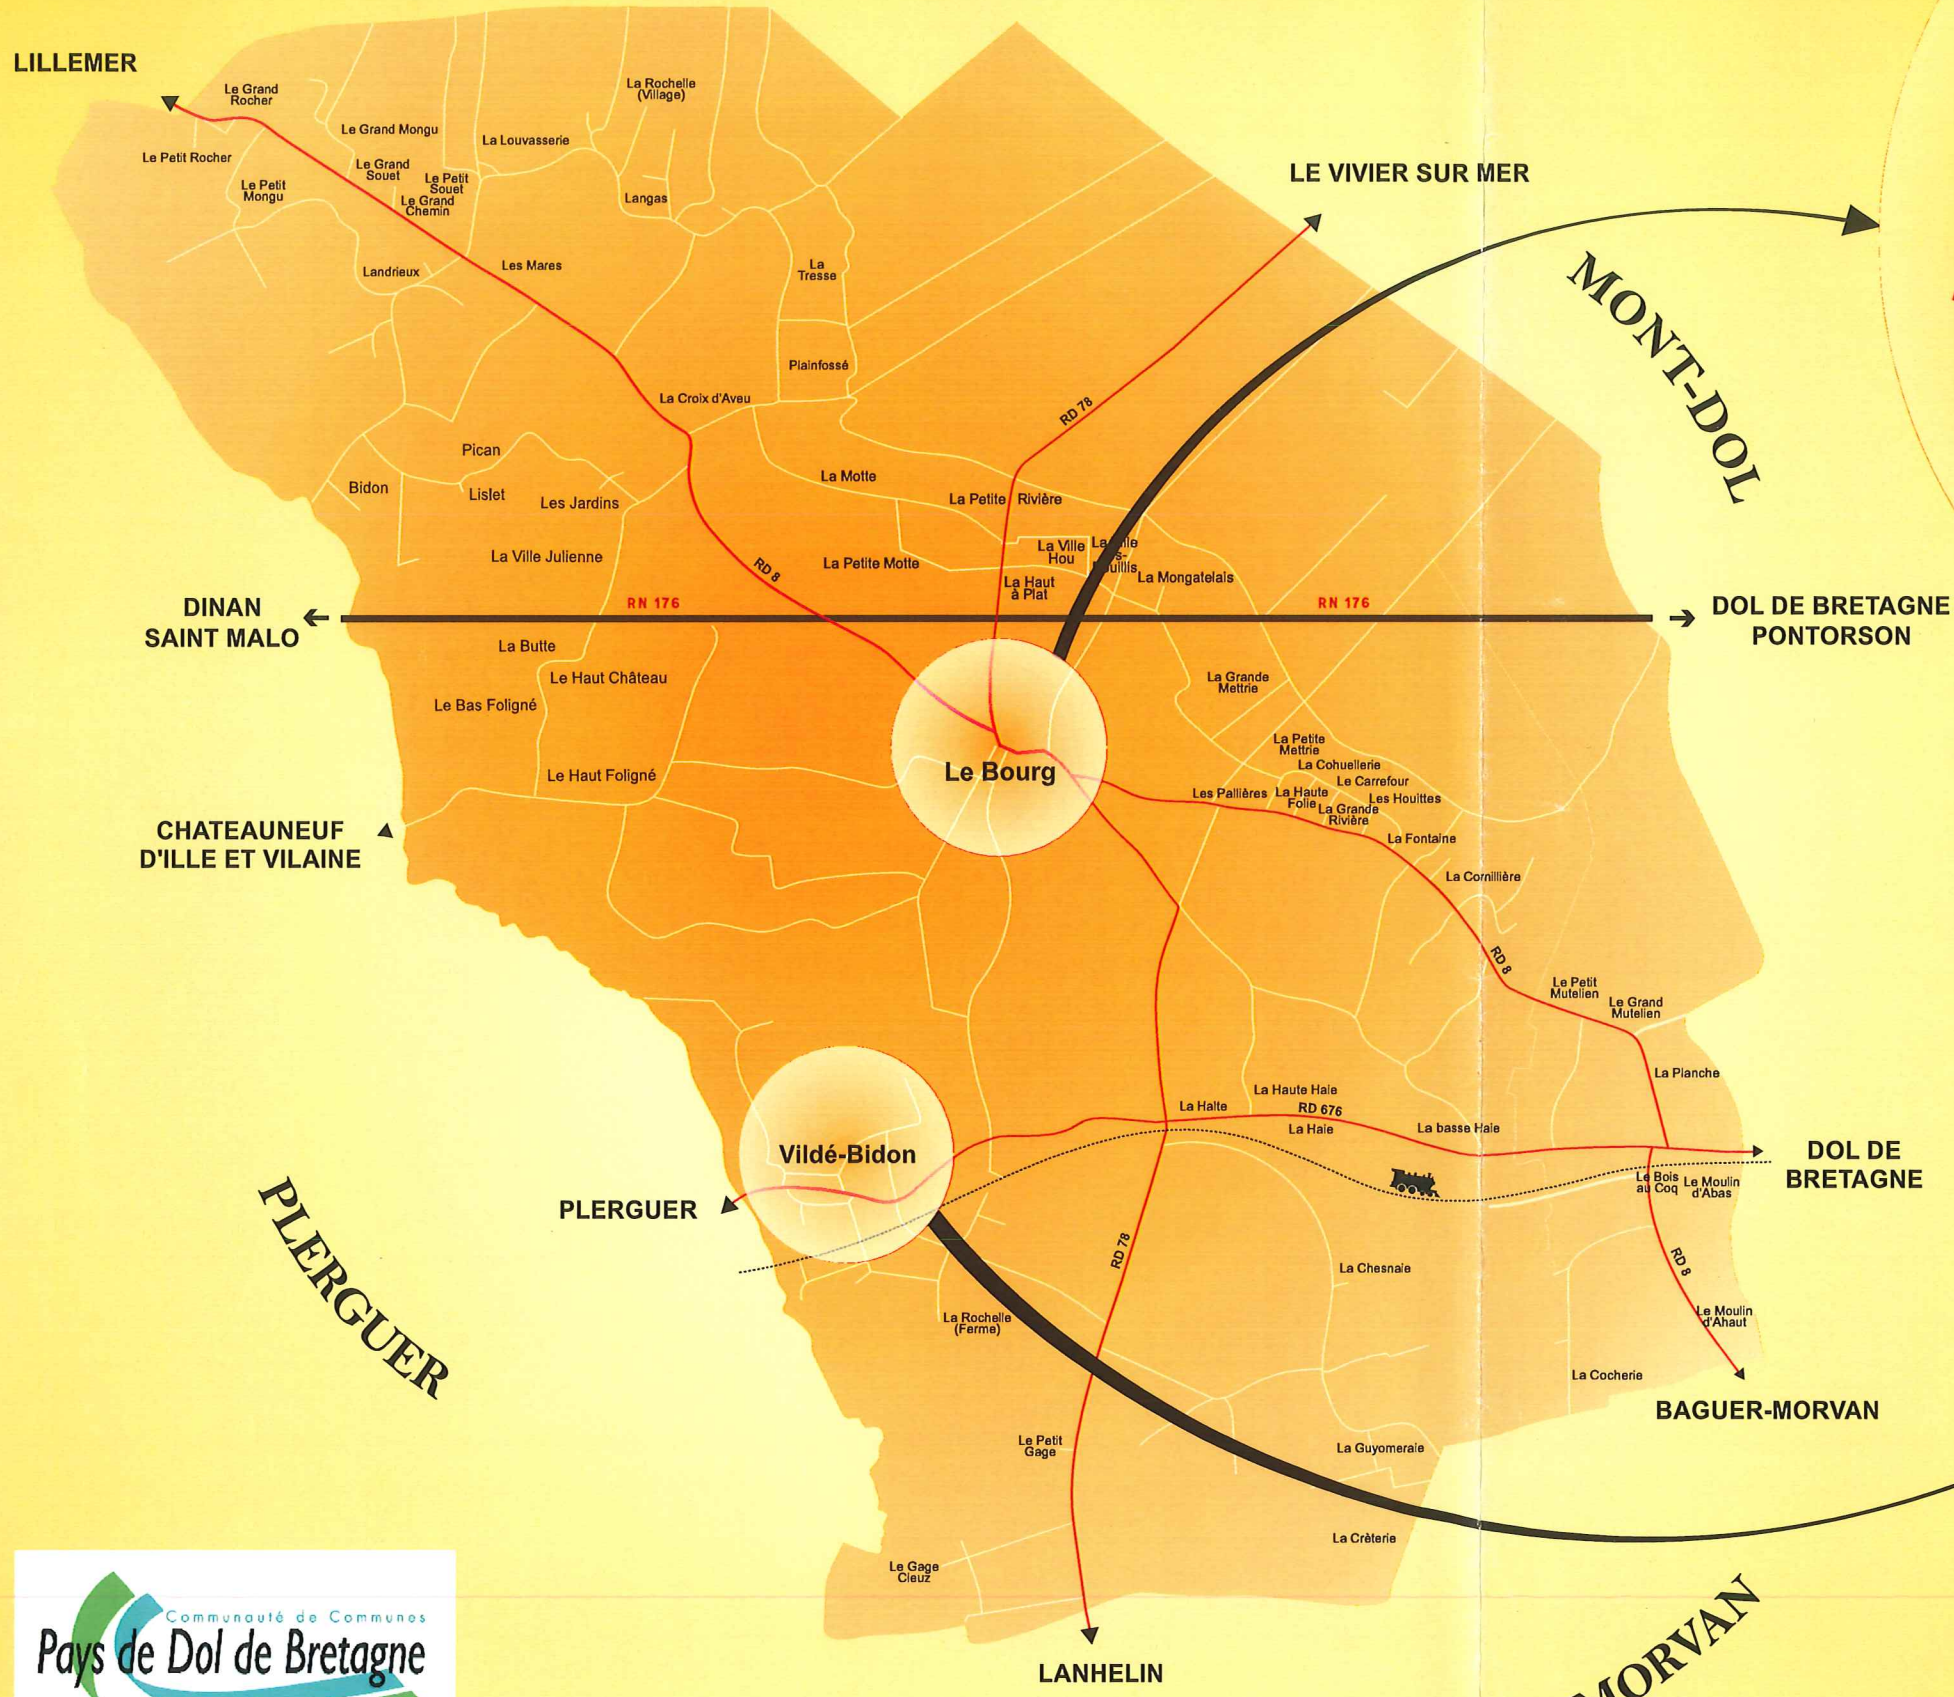 LILLEMER
Le Grand
Rocher
Le Petit Rocher
Le Petit
Mongu
Le Grand Mongu
Le Grand
Souet
Le Petit
Souet
Le Grand
Chemin
La Louvasserie
La Rochelle
(Village)
Langas
Landrieux
Les Mares
La
Tresse
Plainfossé
La Croix d'Aveu
LE VIVIER SUR MER
MONT-DOL
RD 78
Pican
Bidon
Lislet
Les Jardins
La Ville Julienne
La Motte
La Petite Rivière
La Petite Motte
La Ville
Hou
La Haut
à Plat
La Mongatelais
RD 8
RN 176
RN 176
DINAN
SAINT MALO
DOL DE BRETAGNE
PONTORSON
La Butte
Le Haut Château
Le Bas Foligné
Le Haut Foligné
Le Bourg
La Grande
Mettrie
La Petite
Mettrie
La Cohuellerie
Le Carrefour
Les Houittes
Les Pallières
La Haute
Folie
La Grande
Rivière
La Fontaine
La Cornillière
CHATEAUNEUF
D'ILLE ET VILAINE
RD 8
Le Petit
Mutelien
Le Grand
Mutelien
La Planche
La Halte
La Haute Haie
RD 676
La Haie
La basse Haie
Vildé-Bidon
PLERGUER
PLERGUER
DOL DE
BRETAGNE
Le Bois
au Coq
Le Moulin
d'Abas
RD 78
RD 8
La Chesnaie
La Rochelle
(Ferme)
Le Moulin
d'Ahaut
La Cocherie
BAGUER-MORVAN
Le Petit
Gage
La Guyomeraie
La Crèterie
Le Gage
Cleuz
LANHELIN
MORVAN
Communauté de Communes
Pays de Dol de Bretagne